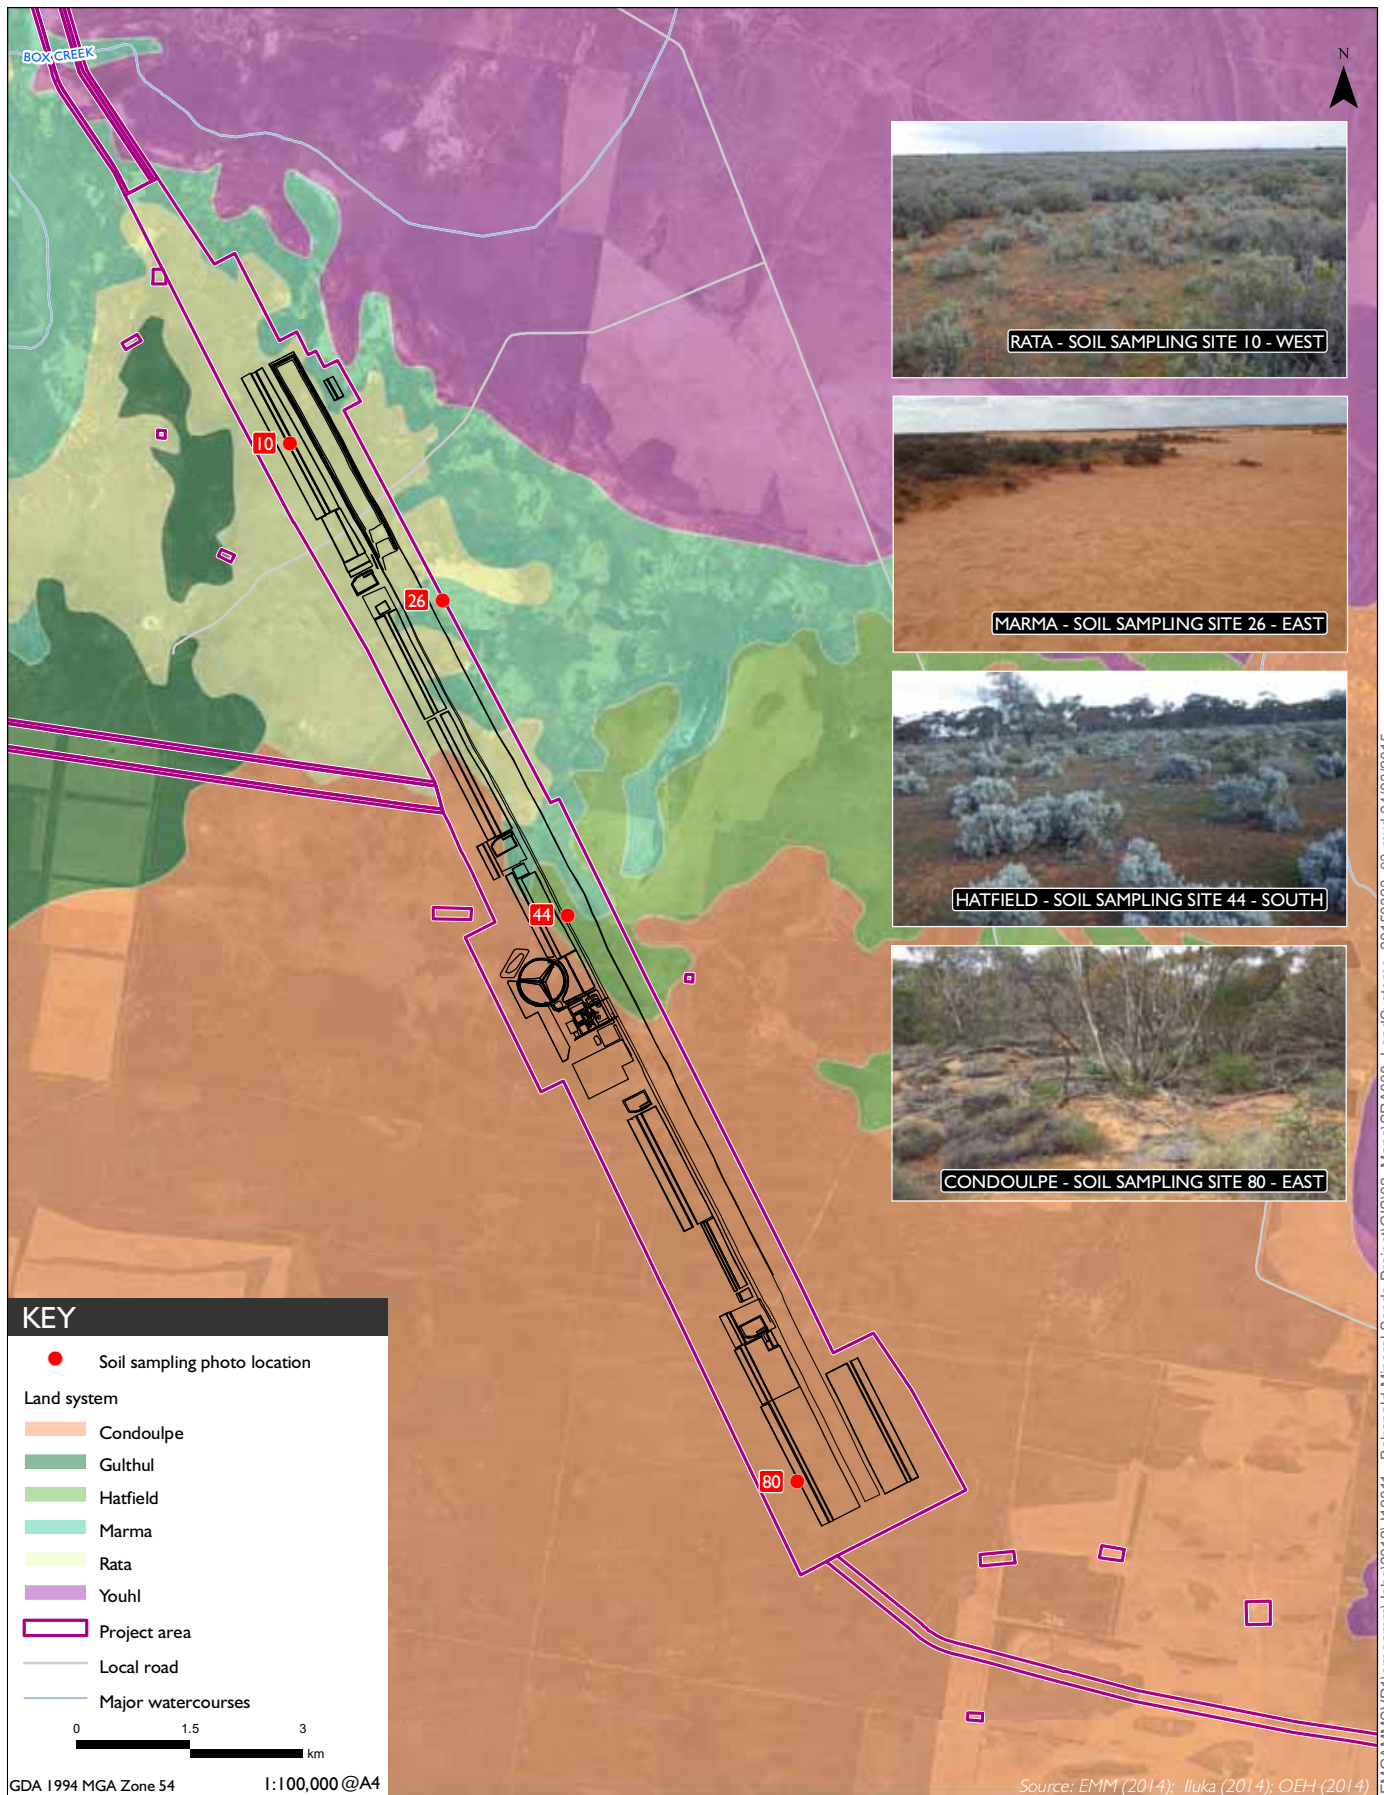 BOX CREEK
N
RATA - SOIL SAMPLING SITE 10 - WEST
10
MARMA - SOIL SAMPLING SITE 26 - EAST
26
HATFIELD - SOIL SAMPLING SITE 44 - SOUTH
44
CONDOULPE - SOIL SAMPLING SITE 80 - EAST
80
KEY
Soil sampling photo location
Land system
Condoulpe
Gulthul
Hatfield
Marma
Rata
Youhl
Project area
Local road
Major watercourses
0 1.5 3
km
GDA 1994 MGA Zone 54 1:100,000 @A4
Source: EMM (2014); Iluka (2014); OEH (2014)